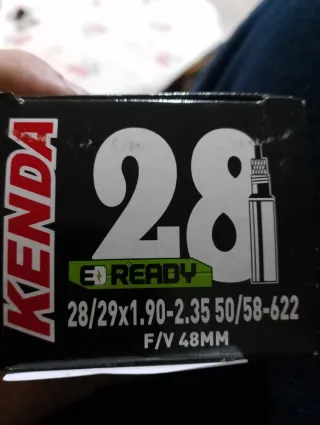 KENDA
28
E READY
28/29x1.90-2.35 50/58-622
F/V 48MM